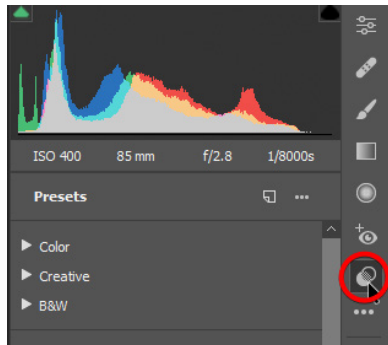 ISO 400 85 mm f/2.8 1/8000s
Presets
Color
Creative
B&W